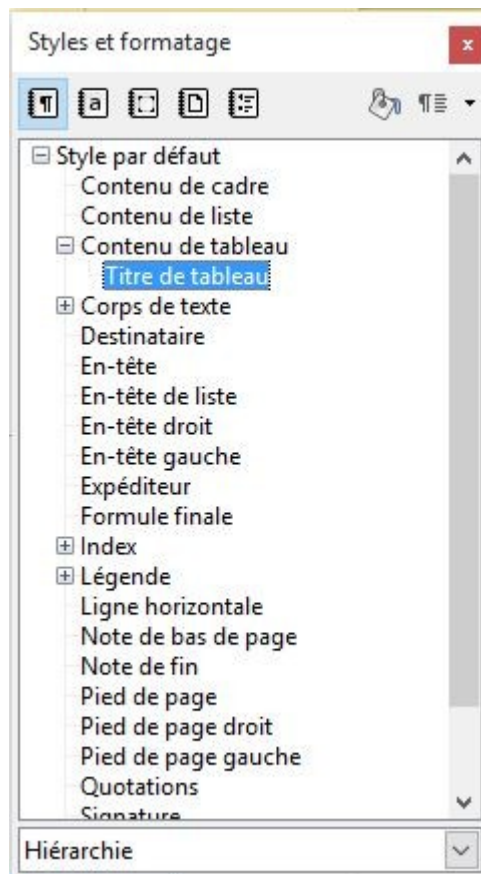 Styles et formatage
x
a
Style par défaut
Contenu de cadre
Contenu de liste
Contenu de tableau
Titre de tableau
Corps de texte
Destinataire
En-tête
En-tête de liste
En-tête droit
En-tête gauche
Expéditeur
Formule finale
Index
Légende
Ligne horizontale
Note de bas de page
Note de fin
Pied de page
Pied de page droit
Pied de page gauche
Quotations
Signature
Hiérarchie